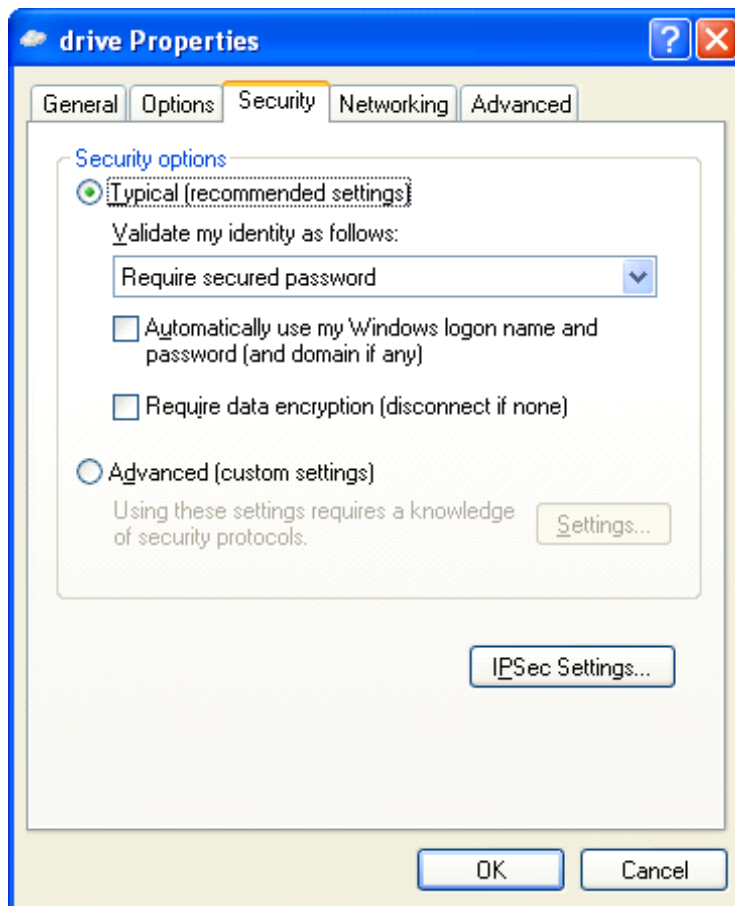 drive Properties
General Options Security Networking Advanced
Security options
Typical (recommended settings)
Validate my identity as follows:
Require secured password
Automatically use my Windows logon name and
password (and domain if any)
Require data encryption (disconnect if none)
Advanced (custom settings)
Using these settings requires a knowledge
of security protocols.
Settings...
IPSec Settings...
OK Cancel